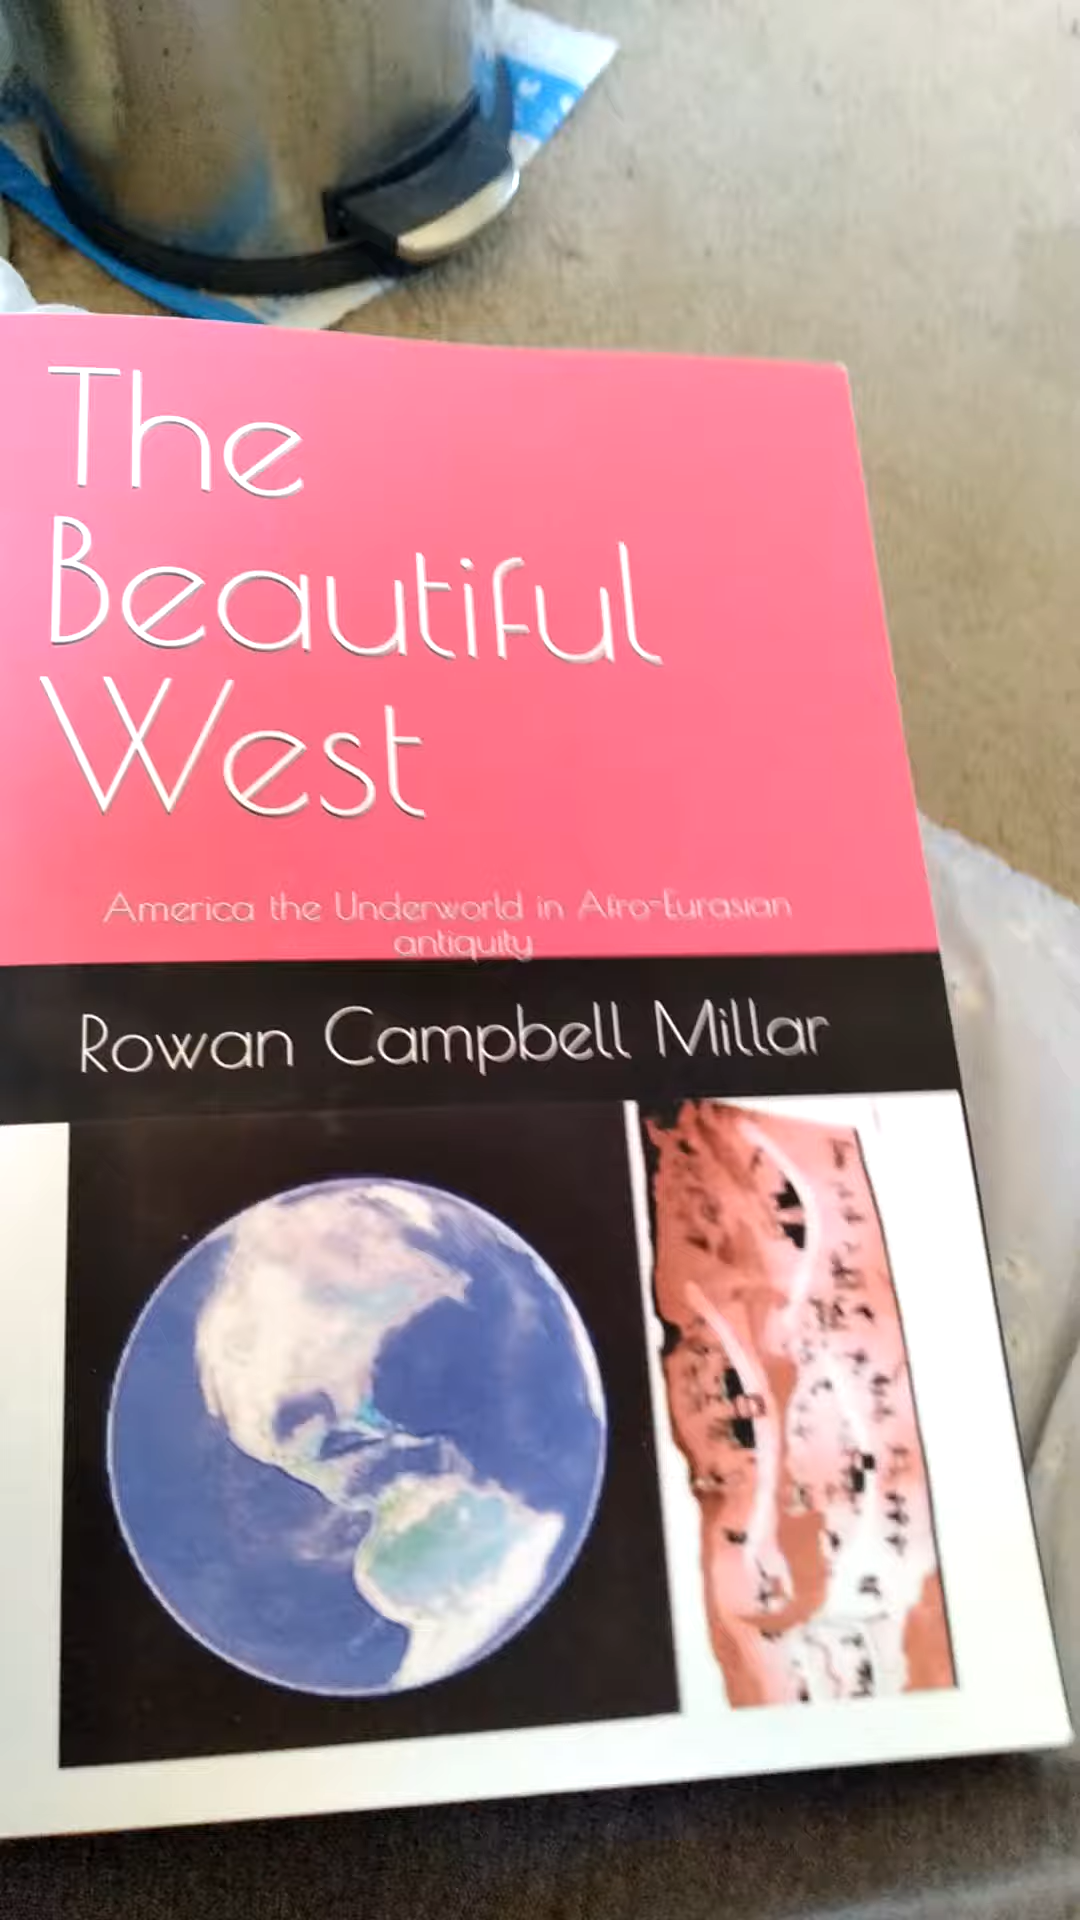 The
Beautiful
West
America the Underworld in Afro-Eurasian
antiquity
Rowan Campbell Millar